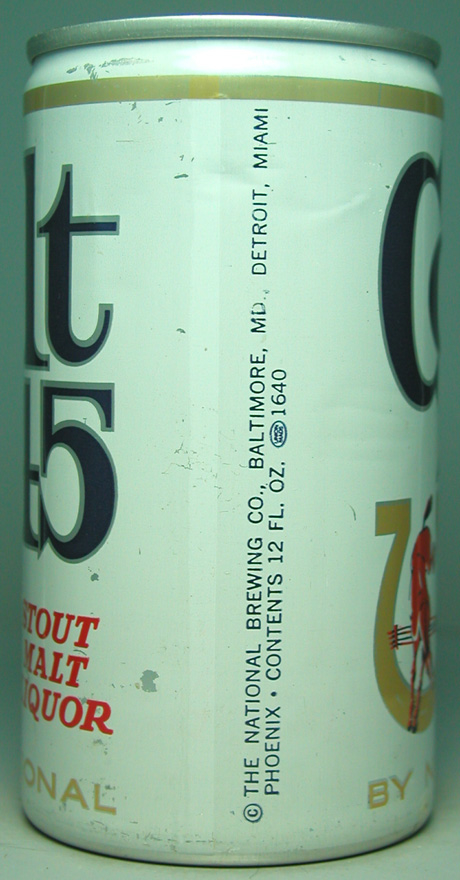 lt
45
STOUT
MALT
LIQUOR
ONAL
© THE NATIONAL BREWING CO., BALTIMORE, MD., DETROIT, MIAMI
PHOENIX • CONTENTS 12 FL. OZ. 1640
BY N